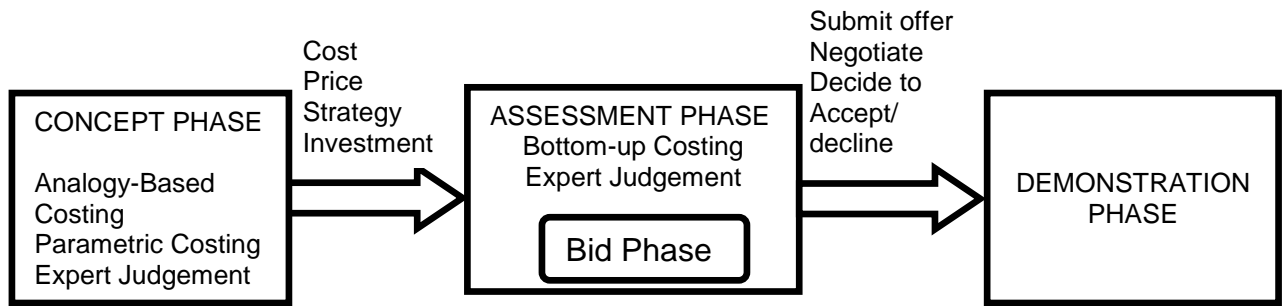 CONCEPT PHASE
Analogy-Based
Costing
Parametric Costing
Expert Judgement
Cost
Price
Strategy
Investment
ASSESSMENT PHASE
Bottom-up Costing
Expert Judgement
Bid Phase
Submit offer
Negotiate
Decide to
Accept/
decline
DEMONSTRATION
PHASE